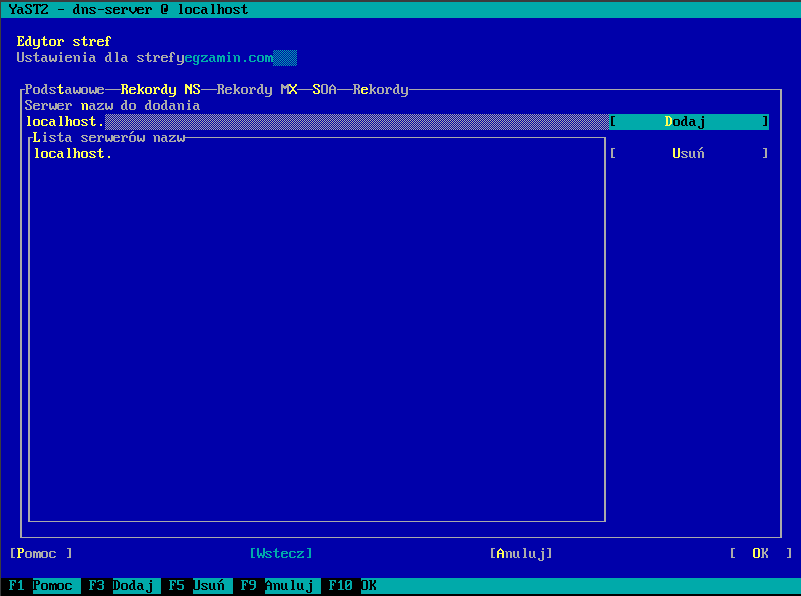 YaST2 - dns-server @ localhost
Edytor stref
Ustawienia dla strefyegzamin.com
Podstawowe Rekordy NS Rekordy MX SOA Rekordy
Serwer nazw do dodania
localhost. [ Dodaj ]
Lista serwerów nazw
localhost. [ Usuń ]
[Pomoc ] [Wstecz] [Anuluj] [ OK ]
F1 Pomoc F3 Dodaj F5 Usuń F9 Anuluj F10 OK